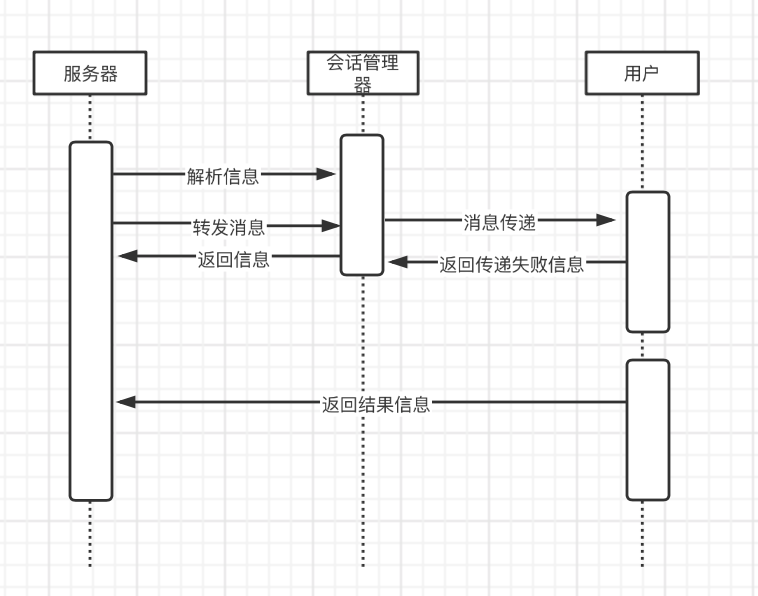 服务器
会话管理
器
用户
解析信息
转发消息
消息传递
返回信息
返回传递失败信息
返回结果信息